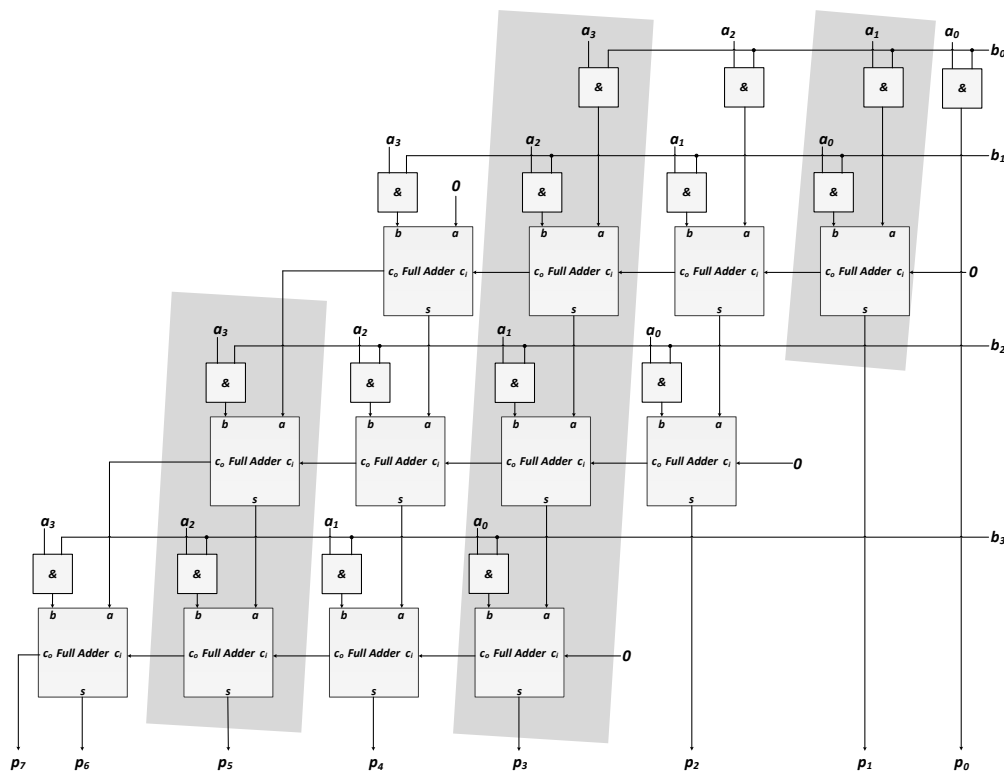 a₃ a₂ a₁ a₀
b₀
& & & &
a₃ a₂ a₁ a₀
b₁
& 0 & & &
b a b a b a b a
cₒ Full Adder cᵢ cₒ Full Adder cᵢ cₒ Full Adder cᵢ cₒ Full Adder cᵢ 0
s s s s
a₃ a₂ a₁ a₀
b₂
& & & &
b a b a b a b a
cₒ Full Adder cᵢ cₒ Full Adder cᵢ cₒ Full Adder cᵢ cₒ Full Adder cᵢ 0
s s s s
a₃ a₂ a₁ a₀
b₃
& & & &
b a b a b a b a
cₒ Full Adder cᵢ cₒ Full Adder cᵢ cₒ Full Adder cᵢ cₒ Full Adder cᵢ 0
s s s s
p₇ p₆ p₅ p₄ p₃ p₂ p₁ p₀